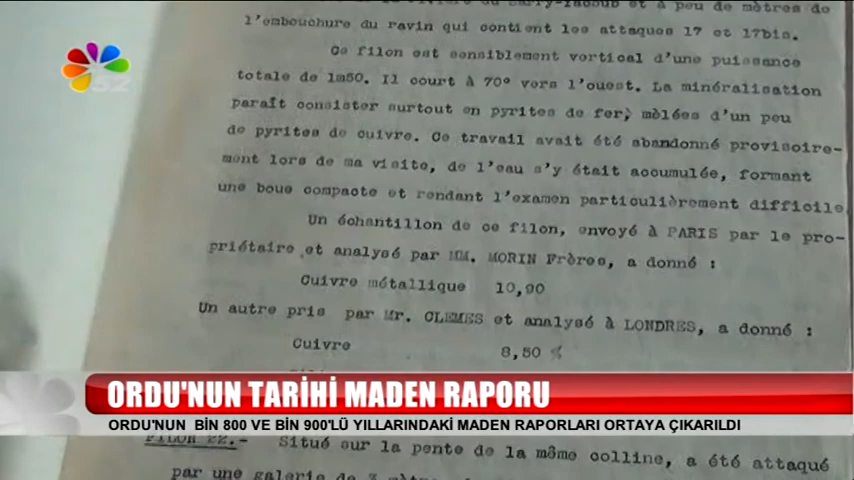 l'embouchure du ravin qui contient les attaques 17 et 17bis.
Ce filon est sensiblement vertical d'une puissance
totale de 1m50. Il court à 70° vers l'ouest. La minéralisation
paraît consister surtout en pyrites de fer, mêlées d'un peu
de pyrites de cuivre. Ce travail avait été abandonné provisoire-
ment lors de ma visite, de l'eau s'y était accumulée, formant
une boue compacte et rendant l'examen particulièrement difficile
Un échantillon de ce filon, envoyé à PARIS par le pro-
priétaire et analysé par MM. MORIN Frères, a donné :
Cuivre métallique 10,90
Un autre pris par Mr. CLEMES et analysé à LONDRES, a donné :
Cuivre 8,50 %
52
ORDU'NUN TARİHİ MADEN RAPORU
ORDU'NUN BİN 800 VE BİN 900'LÜ YILLARINDAKİ MADEN RAPORLARI ORTAYA ÇIKARILDI
FILON 22.- Situé sur la pente de la même colline, a été attaqué
par une galerie de 3